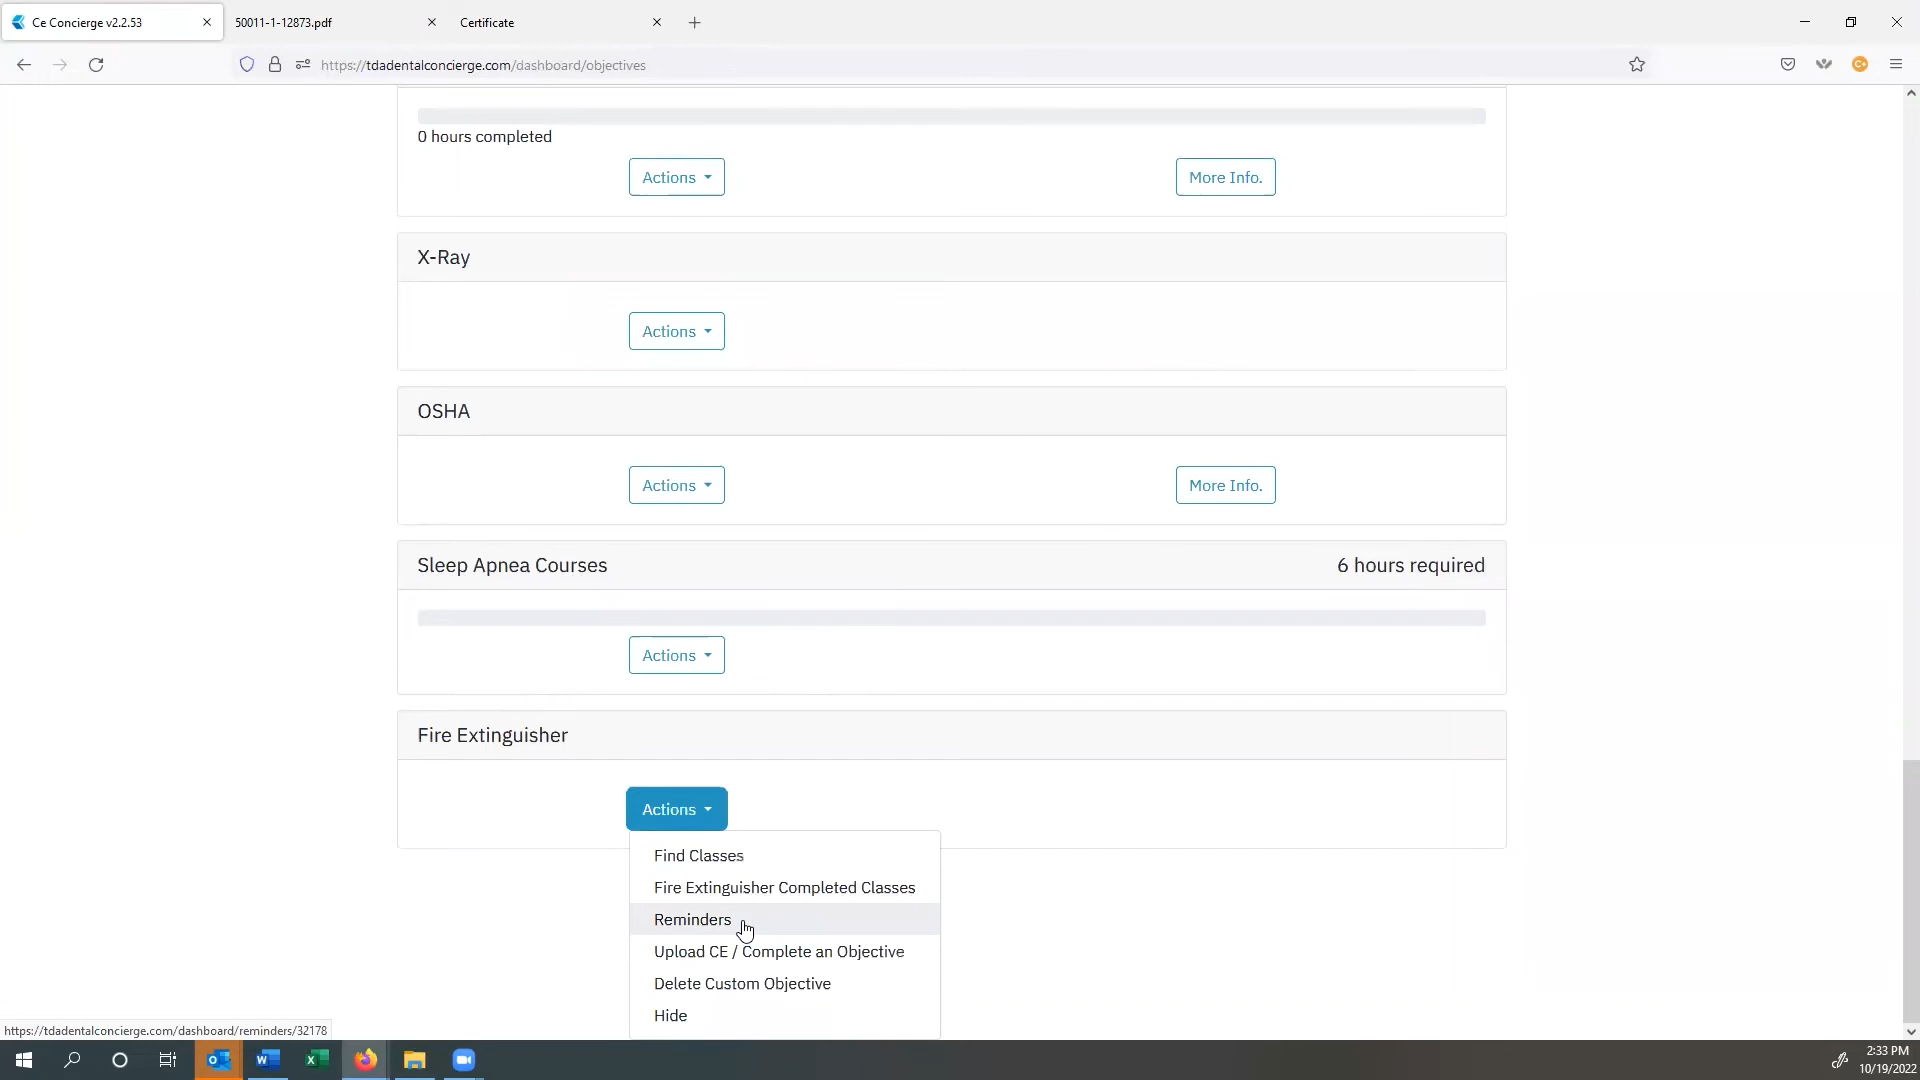 Ce Concierge v2.2.53
50011-1-12873.pdf
Certificate
https://tdadentalconcierge.com/dashboard/objectives
0 hours completed
Actions
More Info.
X-Ray
Actions
OSHA
Actions
More Info.
Sleep Apnea Courses
6 hours required
Actions
Fire Extinguisher
Actions
Find Classes
Fire Extinguisher Completed Classes
Reminders
Upload CE / Complete an Objective
Delete Custom Objective
Hide
https://tdadentalconcierge.com/dashboard/reminders/32178
2:33 PM
10/19/2022